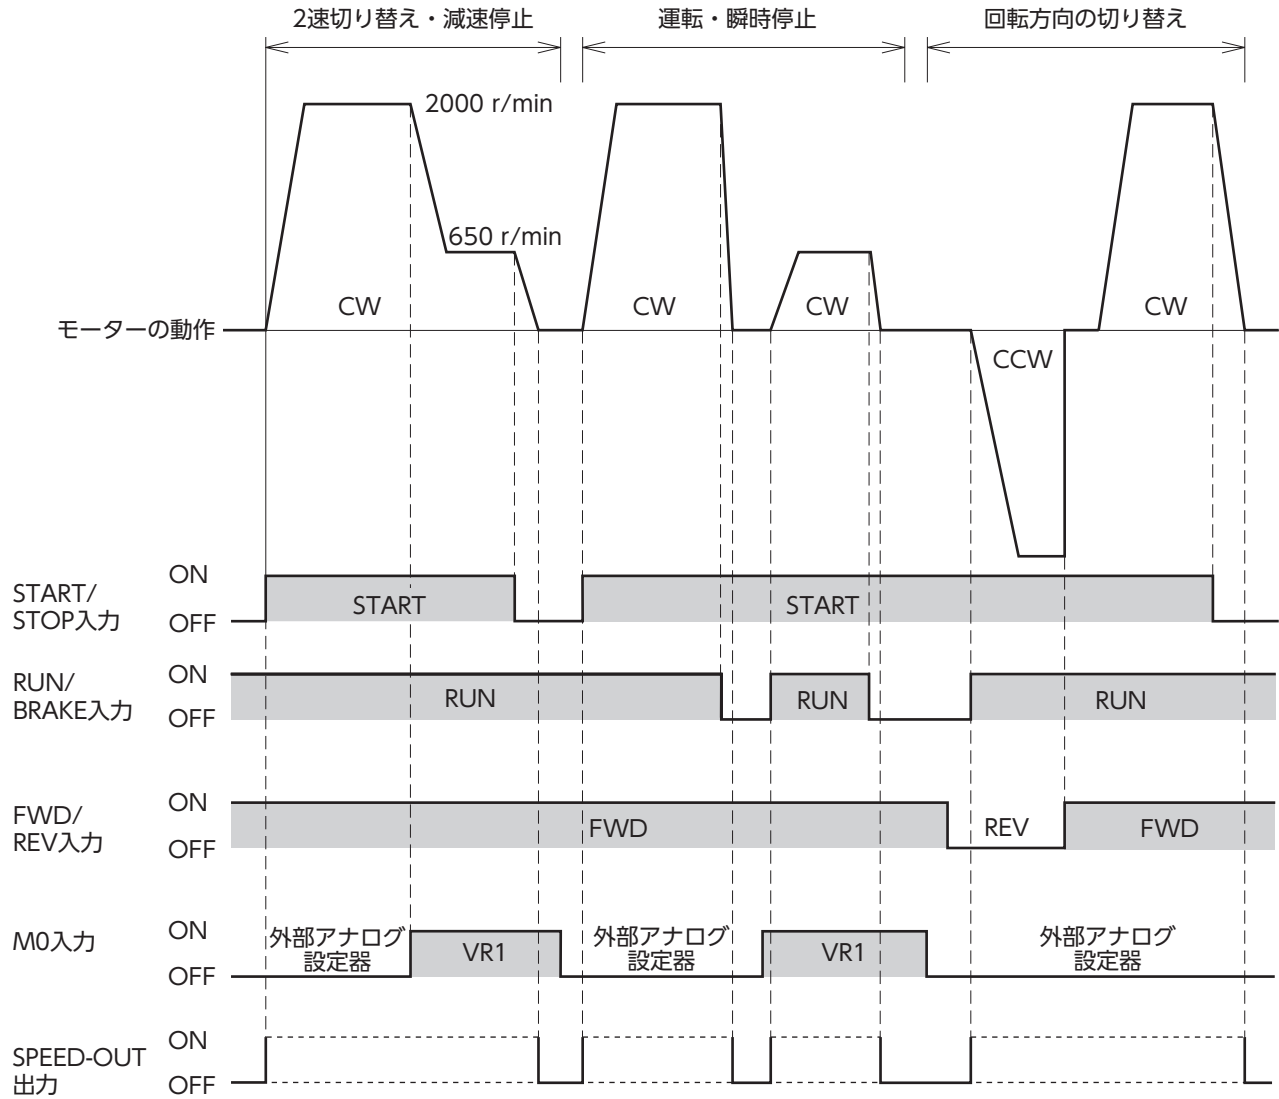 2速切り替え・減速停止
運転・瞬時停止
回転方向の切り替え
2000 r/min
650 r/min
CW
CW
CW
CW
モーターの動作
CCW
START/
STOP入力
ON
OFF
START
START
RUN/
BRAKE入力
ON
OFF
RUN
RUN
RUN
FWD/
REV入力
ON
OFF
FWD
REV
FWD
M0入力
ON
OFF
外部アナログ
設定器
VR1
外部アナログ
設定器
VR1
外部アナログ
設定器
SPEED-OUT
出力
ON
OFF